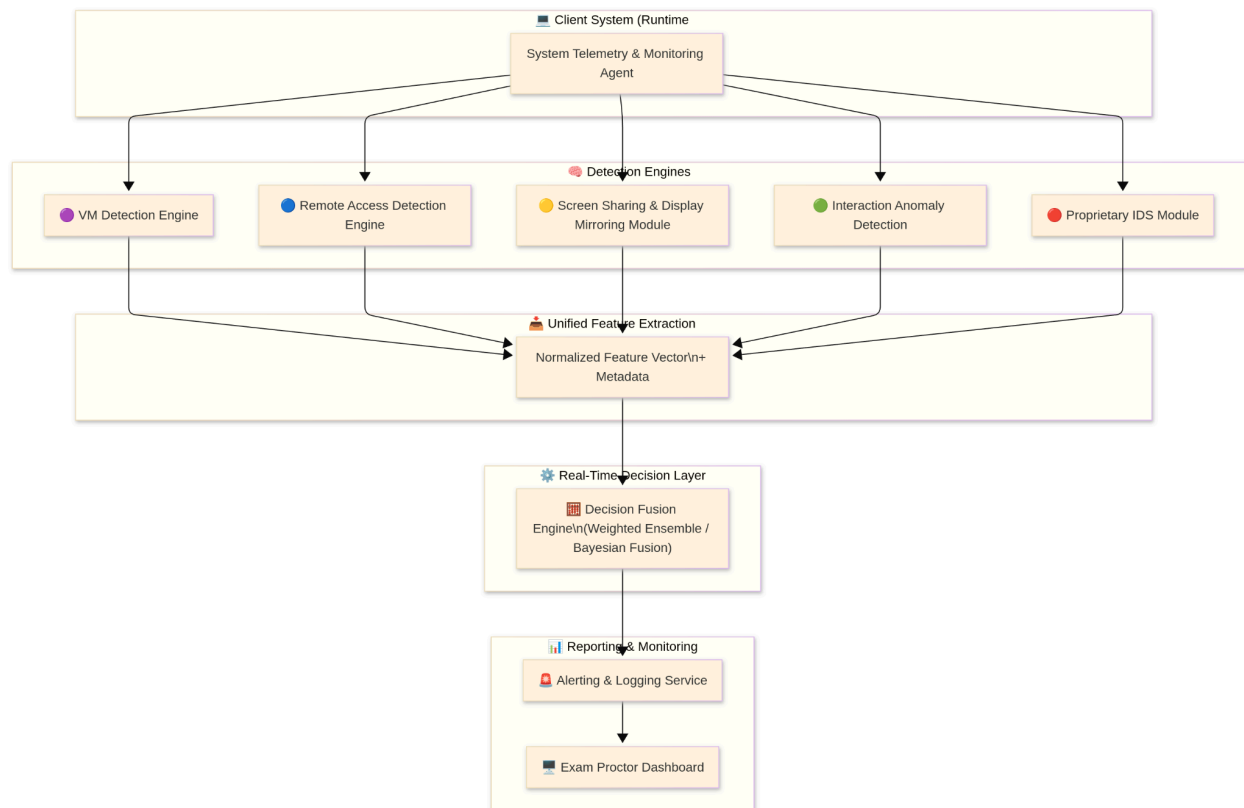 💻 Client System (Runtime
System Telemetry & Monitoring
Agent
🧠 Detection Engines
🟣 VM Detection Engine
🔵 Remote Access Detection
Engine
🟡 Screen Sharing & Display
Mirroring Module
🟢 Interaction Anomaly
Detection
🔴 Proprietary IDS Module
📥 Unified Feature Extraction
Normalized Feature Vector\n+
Metadata
⚙️ Real-Time Decision Layer
🧮 Decision Fusion
Engine\n(Weighted Ensemble /
Bayesian Fusion)
📊 Reporting & Monitoring
🚨 Alerting & Logging Service
🖥️ Exam Proctor Dashboard